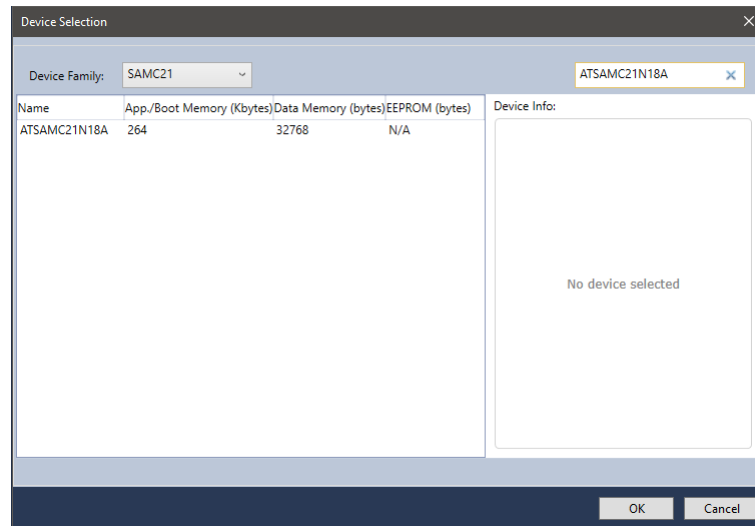 Device Selection
Device Family: SAMC21 ATSAMC21N18A
Name App./Boot Memory (Kbytes) Data Memory (bytes) EEPROM (bytes) Device Info:
ATSAMC21N18A 264 32768 N/A
No device selected
OK Cancel